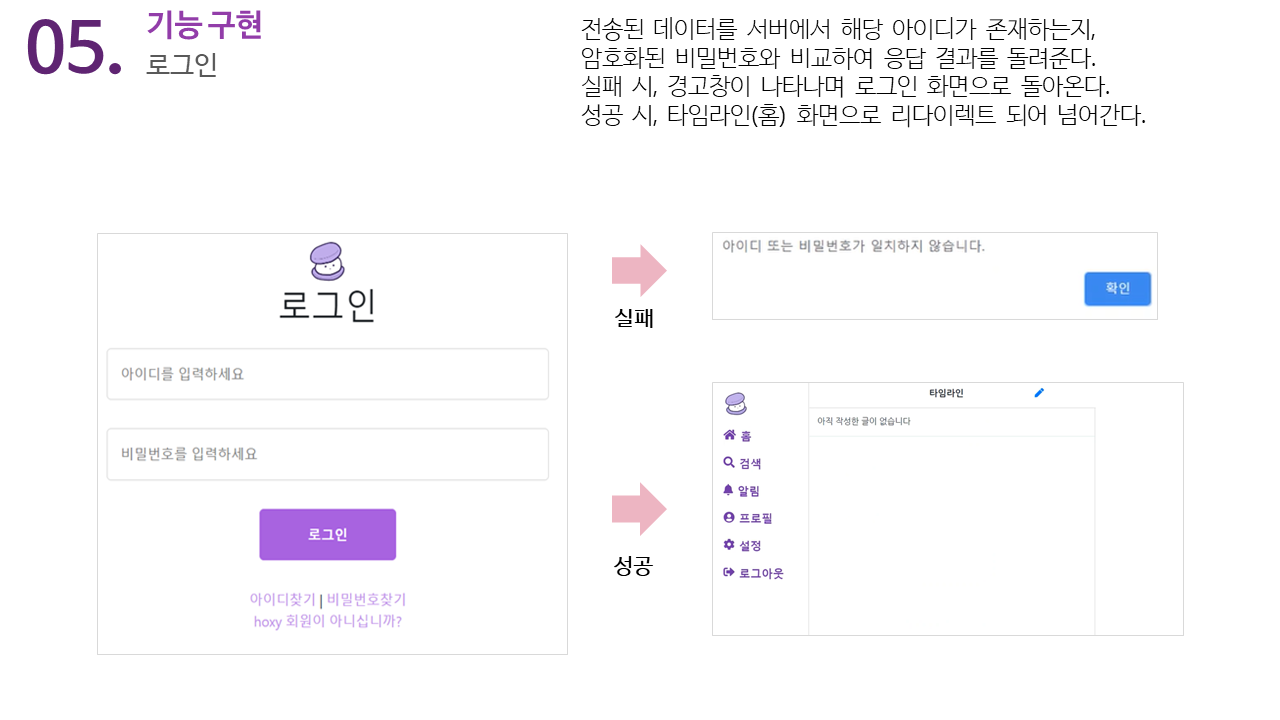 05.
기능 구현
로그인
전송된 데이터를 서버에서 해당 아이디가 존재하는지,
암호화된 비밀번호와 비교하여 응답 결과를 돌려준다.
실패 시, 경고창이 나타나며 로그인 화면으로 돌아온다.
성공 시, 타임라인(홈) 화면으로 리다이렉트 되어 넘어간다.
로그인
아이디를 입력하세요
비밀번호를 입력하세요
로그인
아이디찾기 | 비밀번호찾기
hoxy 회원이 아니십니까?
실패
아이디 또는 비밀번호가 일치하지 않습니다.
확인
성공
타임라인
아직 작성한 글이 없습니다
홈
검색
알림
프로필
설정
로그아웃